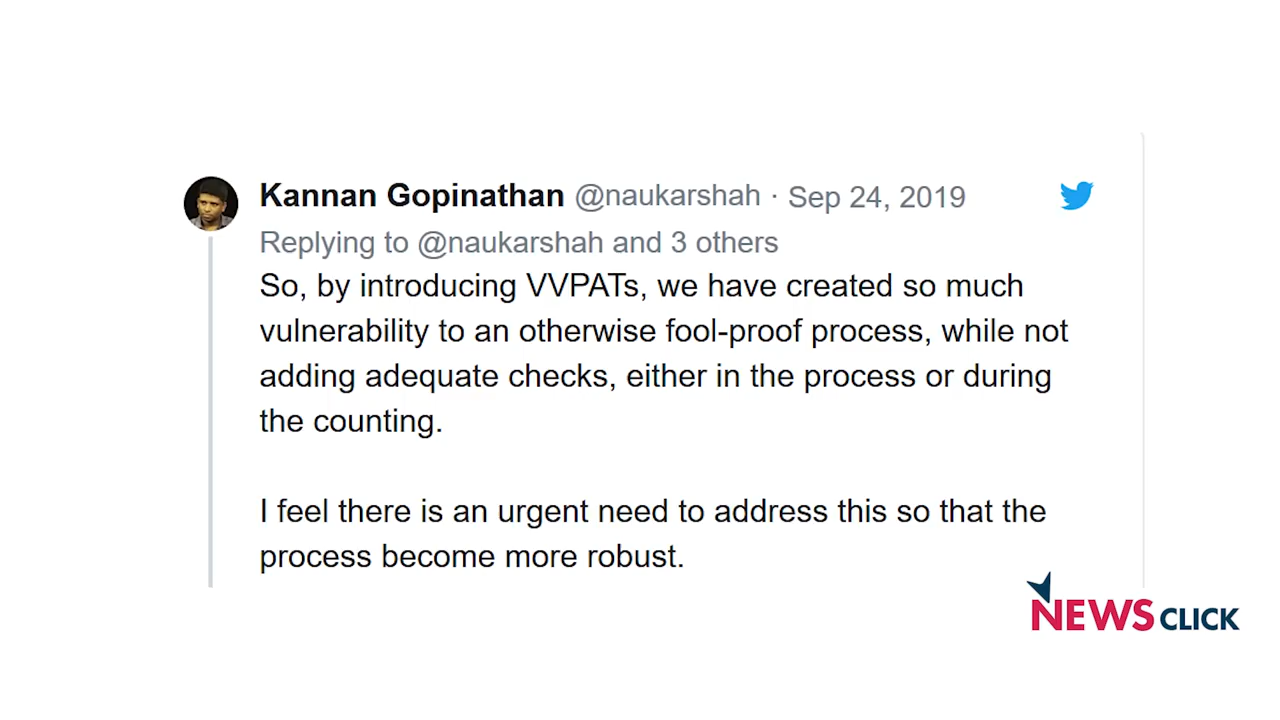 Kannan Gopinathan @naukarshah · Sep 24, 2019
Replying to @naukarshah and 3 others
So, by introducing VVPATs, we have created so much
vulnerability to an otherwise fool-proof process, while not
adding adequate checks, either in the process or during
the counting.
I feel there is an urgent need to address this so that the
process become more robust.
NEWSCLICK